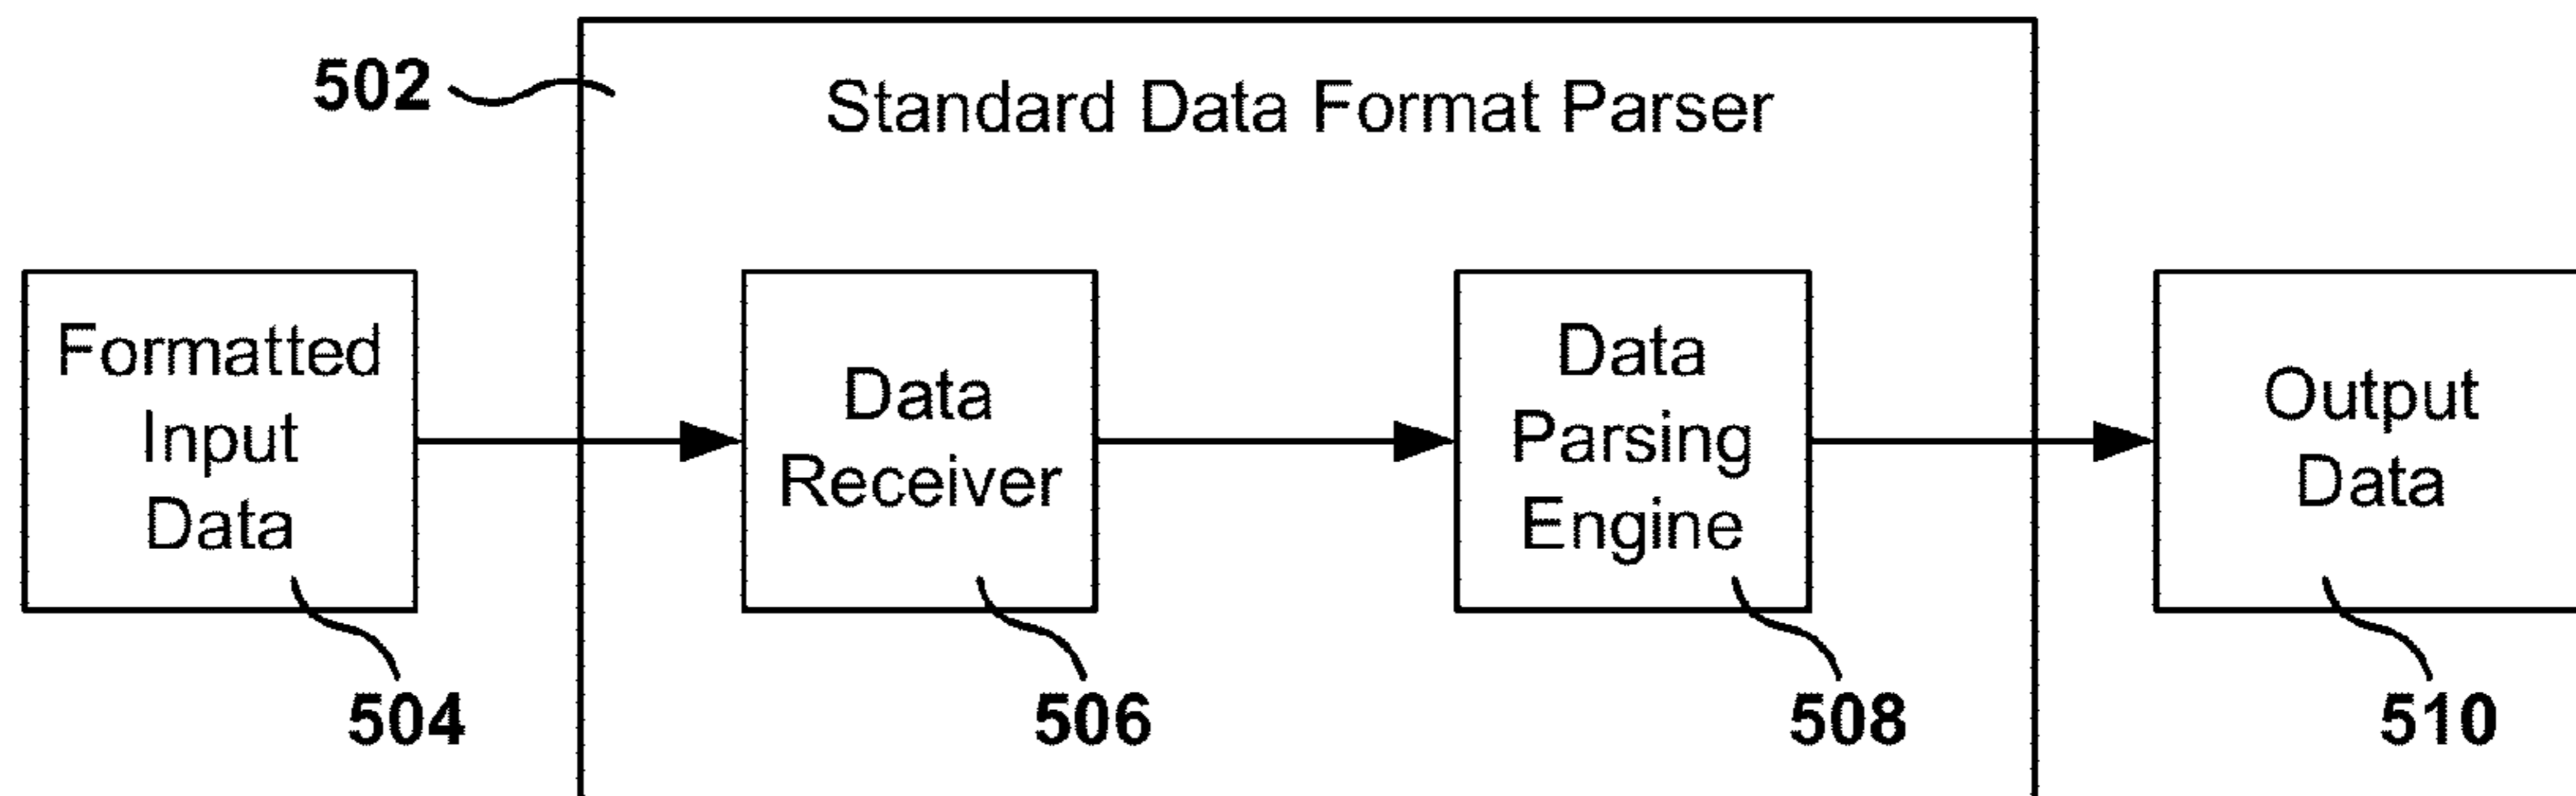 502
Standard Data Format Parser
Formatted
Input
Data
504
Data
Receiver
506
Data
Parsing
Engine
508
Output
Data
510